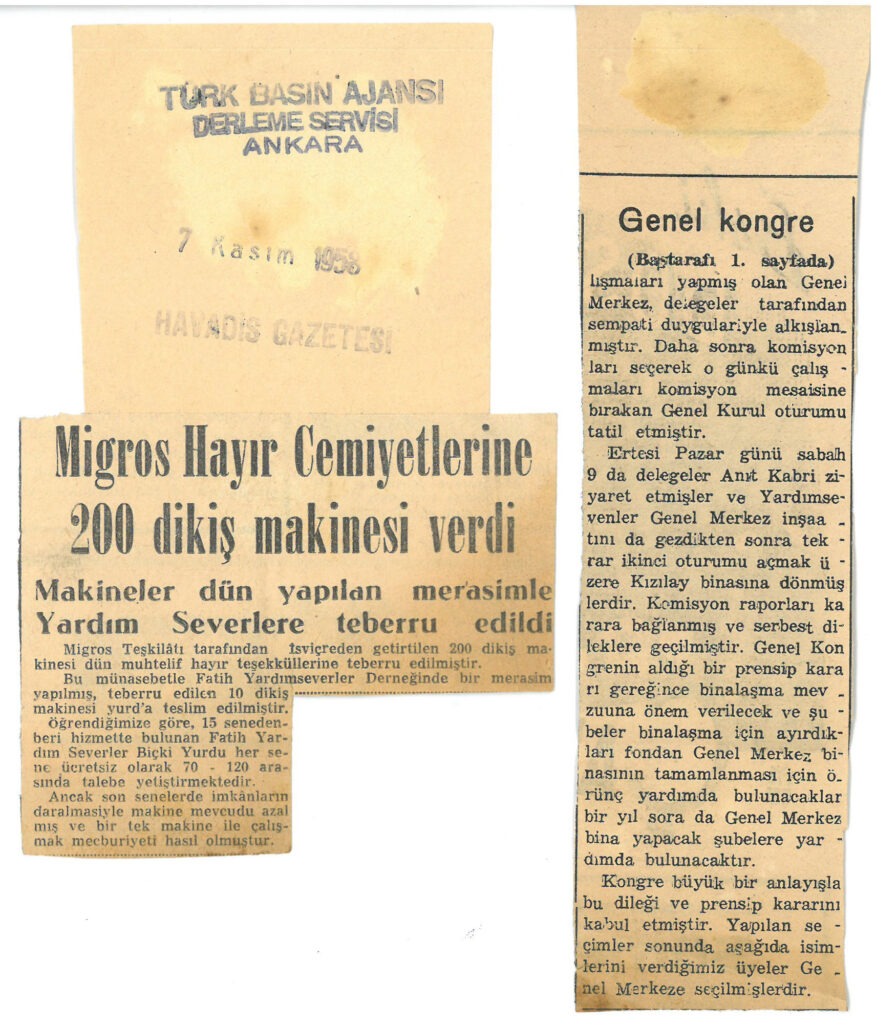 TÜRK BASIN AJANSI
DERLEME SERVİSİ
ANKARA
7 Kasım 1958
HAVADİS GAZETESİ
Migros Hayır Cemiyetlerine
200 dikiş makinesi verdi
Makineler dün yapılan merasimle
Yardım Severlere teberru edildi
Migros Teşkilâtı tarafından İsviçreden getirtilen 200 dikiş ma-
kinesi dün muhtelif hayır teşekküllerine teberru edilmiştir.
Bu münasebetle Fatih Yardımseverler Derneğinde bir merasim
yapılmış, teberru edilen 10 dikiş
makinesi yurd'a teslim edilmiştir.
Öğrendiğimize göre, 15 seneden-
beri hizmette bulunan Fatih Yar-
dım Severler Biçki Yurdu her se-
ne ücretsiz olarak 70 - 120 ara-
sında talebe yetiştirmektedir.
Ancak son senelerde imkânların
daralmasiyle makine mevcudu azal
mış ve bir tek makine ile çalış-
mak mecburiyeti hasıl olmuştur.
Genel kongre
(Baştarafı 1. sayfada)
lışmaları yapmış olan Genel
Merkez, delegeler tarafından
sempati duygulariyle alkışlan_
mıştır. Daha sonra komisyon
ları seçerek o günkü çalış -
maları komisyon mesaisine
bırakan Genel Kurul oturumu
tatil etmiştir.
Ertesi Pazar günü sabah
9 da delegeler Anıt Kabri zi
yaret etmişler ve Yardımse-
venler Genel Merkez inşaa _
tını da gezdikten sonra tek -
rar ikinci oturumu açmak ü
zere Kızılay binasına dönmüş
lerdir. Komisyon raporları ka
rara bağlanmış ve serbest di-
leklere geçilmiştir. Genel Kon
grenin aldığı bir prensip kara
rı gereğince binalaşma mev _
zuuna önem verilecek ve şu -
beler binalaşma için ayırdık-
ları fondan Genel Merkez bi-
nasının tamamlanması için ö-
rünç yardımda bulunacaklar
bir yıl sora da Genel Merkez
bina yapacak şubelere yar -
dımda bulunacaktır.
Kongre büyük bir anlayışla
bu dileği ve prensip kararını
kabul etmiştir. Yapılan se -
çimler sonunda aşağıda isim-
lerini verdiğimiz üyeler Ge _
nel Merkeze seçilmişlerdir.